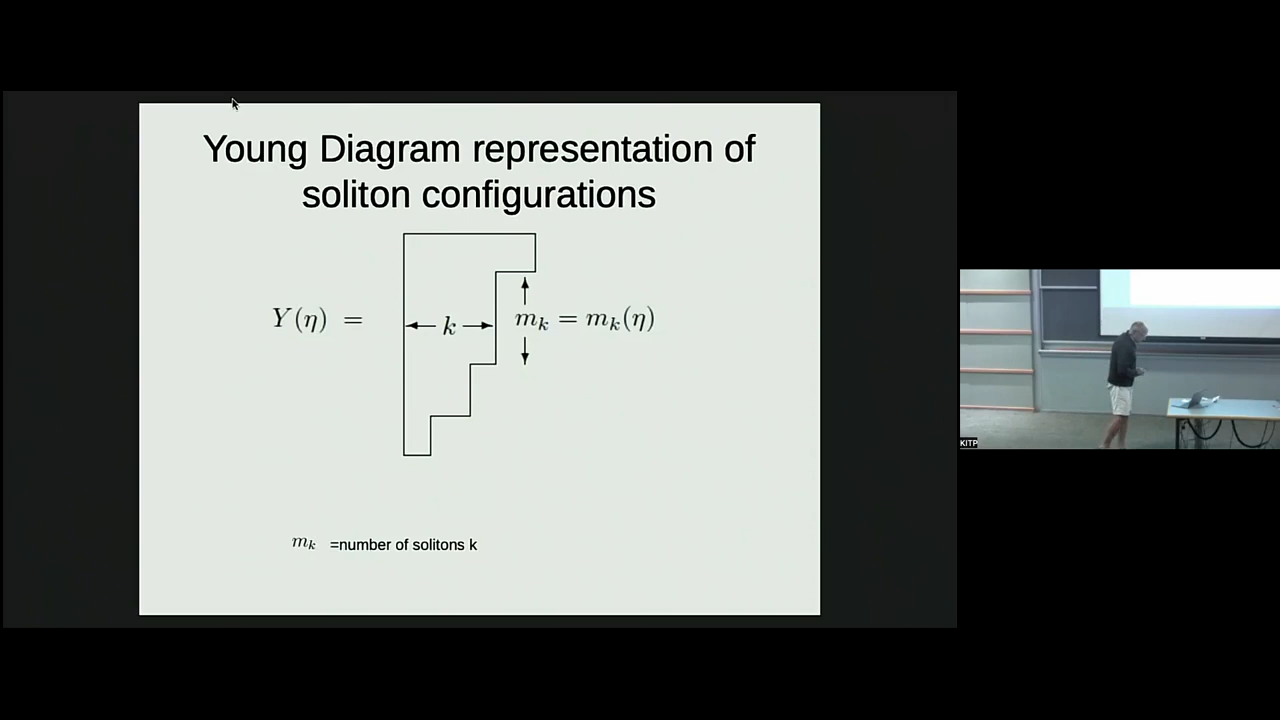 Young Diagram representation of
soliton configurations
Y(η) =
k
m_k = m_k(η)
m_k =number of solitons k
KITP